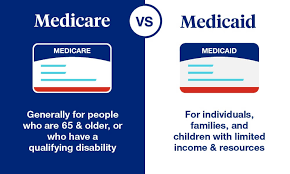 Medicare
VS
Medicaid
MEDICARE
MEDICAID
Generally for people
who are 65 & older, or
who have a
qualifying disability
For individuals,
families, and
children with limited
income & resources